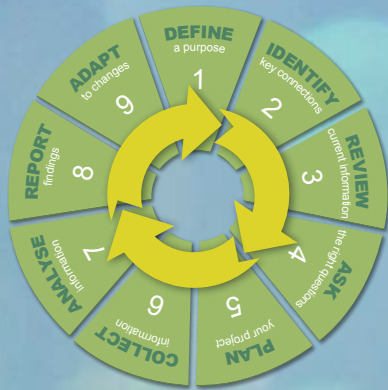 DEFINE
a purpose
1
IDENTIFY
key connections
2
REVIEW
current information
3
ASK
the right questions
4
PLAN
your project
5
COLLECT
information
6
ANALYSE
information
7
REPORT
findings
8
ADAPT
to changes
9